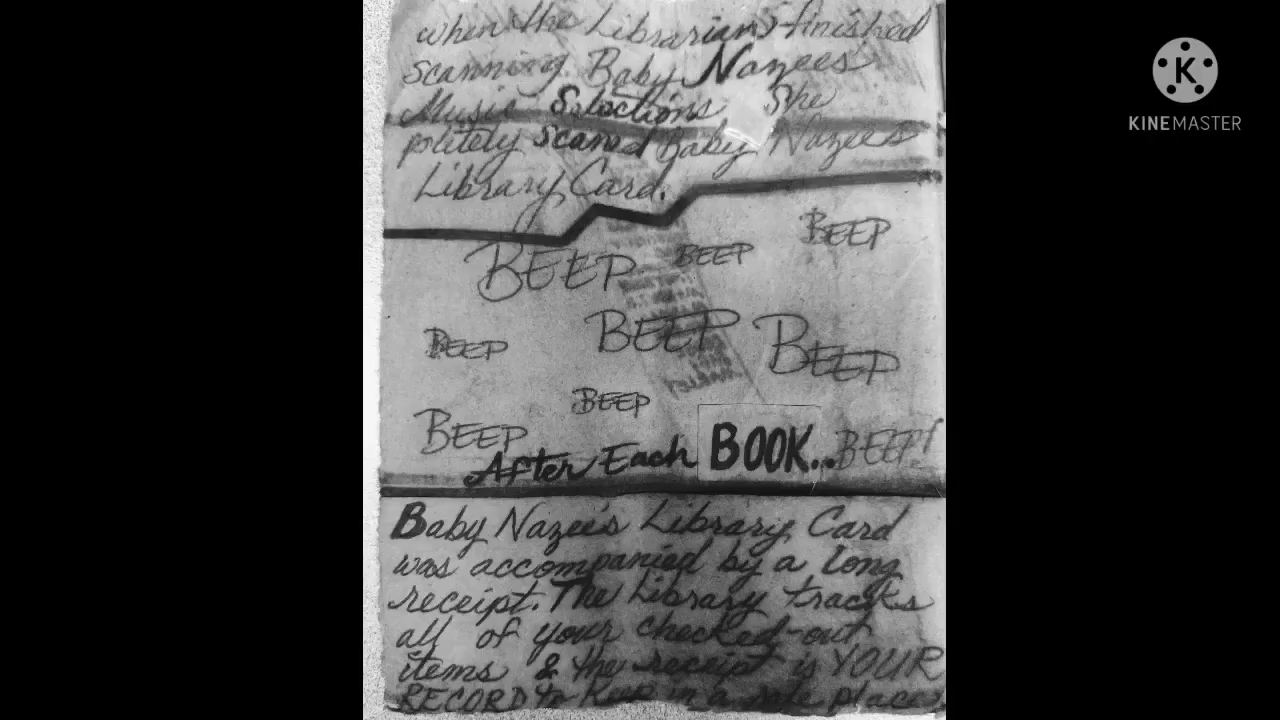 when the Librarian finished
scanning Baby Nazee's
Music Selections She
politely scaned Baby Nazee's
Library Card.
BEEP
BEEP
BEEP
BEEP
BEEP
BEEP
BEEP
BEEP
After Each BOOK.. BEEP!
Baby Nazee's Library Card
was accompanied by a long
receipt. The Library tracks
all of your checked-out
items & the receipt is YOUR
RECORD to keep in a safe place
KINEMASTER